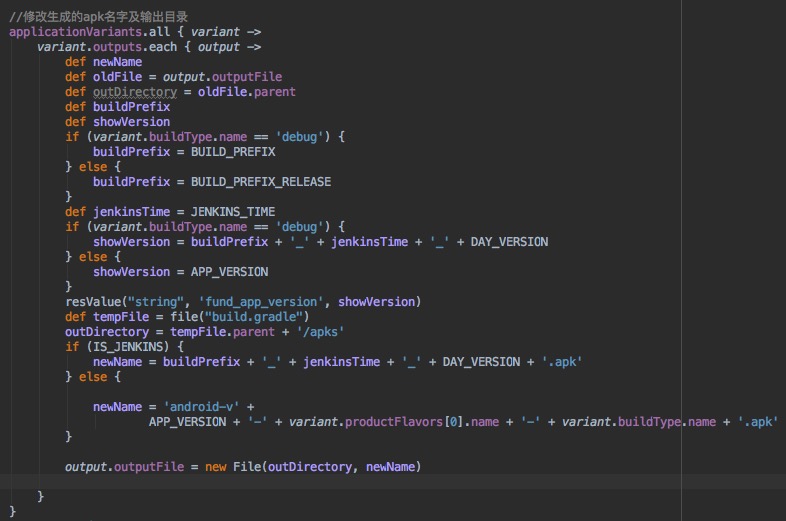 //修改生成的apk名字及输出目录
applicationVariants.all { variant ->
    variant.outputs.each { output ->
        def newName
        def oldFile = output.outputFile
        def outDirectory = oldFile.parent
        def buildPrefix
        def showVersion
        if (variant.buildType.name == 'debug') {
            buildPrefix = BUILD_PREFIX
        } else {
            buildPrefix = BUILD_PREFIX_RELEASE
        }
        def jenkinsTime = JENKINS_TIME
        if (variant.buildType.name == 'debug') {
            showVersion = buildPrefix + '_' + jenkinsTime + '_' + DAY_VERSION
        } else {
            showVersion = APP_VERSION
        }
        resValue("string", 'fund_app_version', showVersion)
        def tempFile = file("build.gradle")
        outDirectory = tempFile.parent + '/apks'
        if (IS_JENKINS) {
            newName = buildPrefix + '_' + jenkinsTime + '_' + DAY_VERSION + '.apk'
        } else {
            newName = 'android-v' +
                    APP_VERSION + '-' + variant.productFlavors[0].name + '-' + variant.buildType.name + '.apk'
        }
        output.outputFile = new File(outDirectory, newName)
    }
}